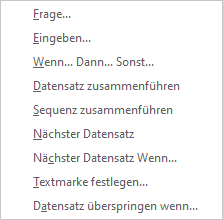 Frage...
Eingeben...
Wenn... Dann... Sonst...
Datensatz zusammenführen
Sequenz zusammenführen
Nächster Datensatz
Nächster Datensatz Wenn...
Textmarke festlegen...
Datensatz überspringen wenn...